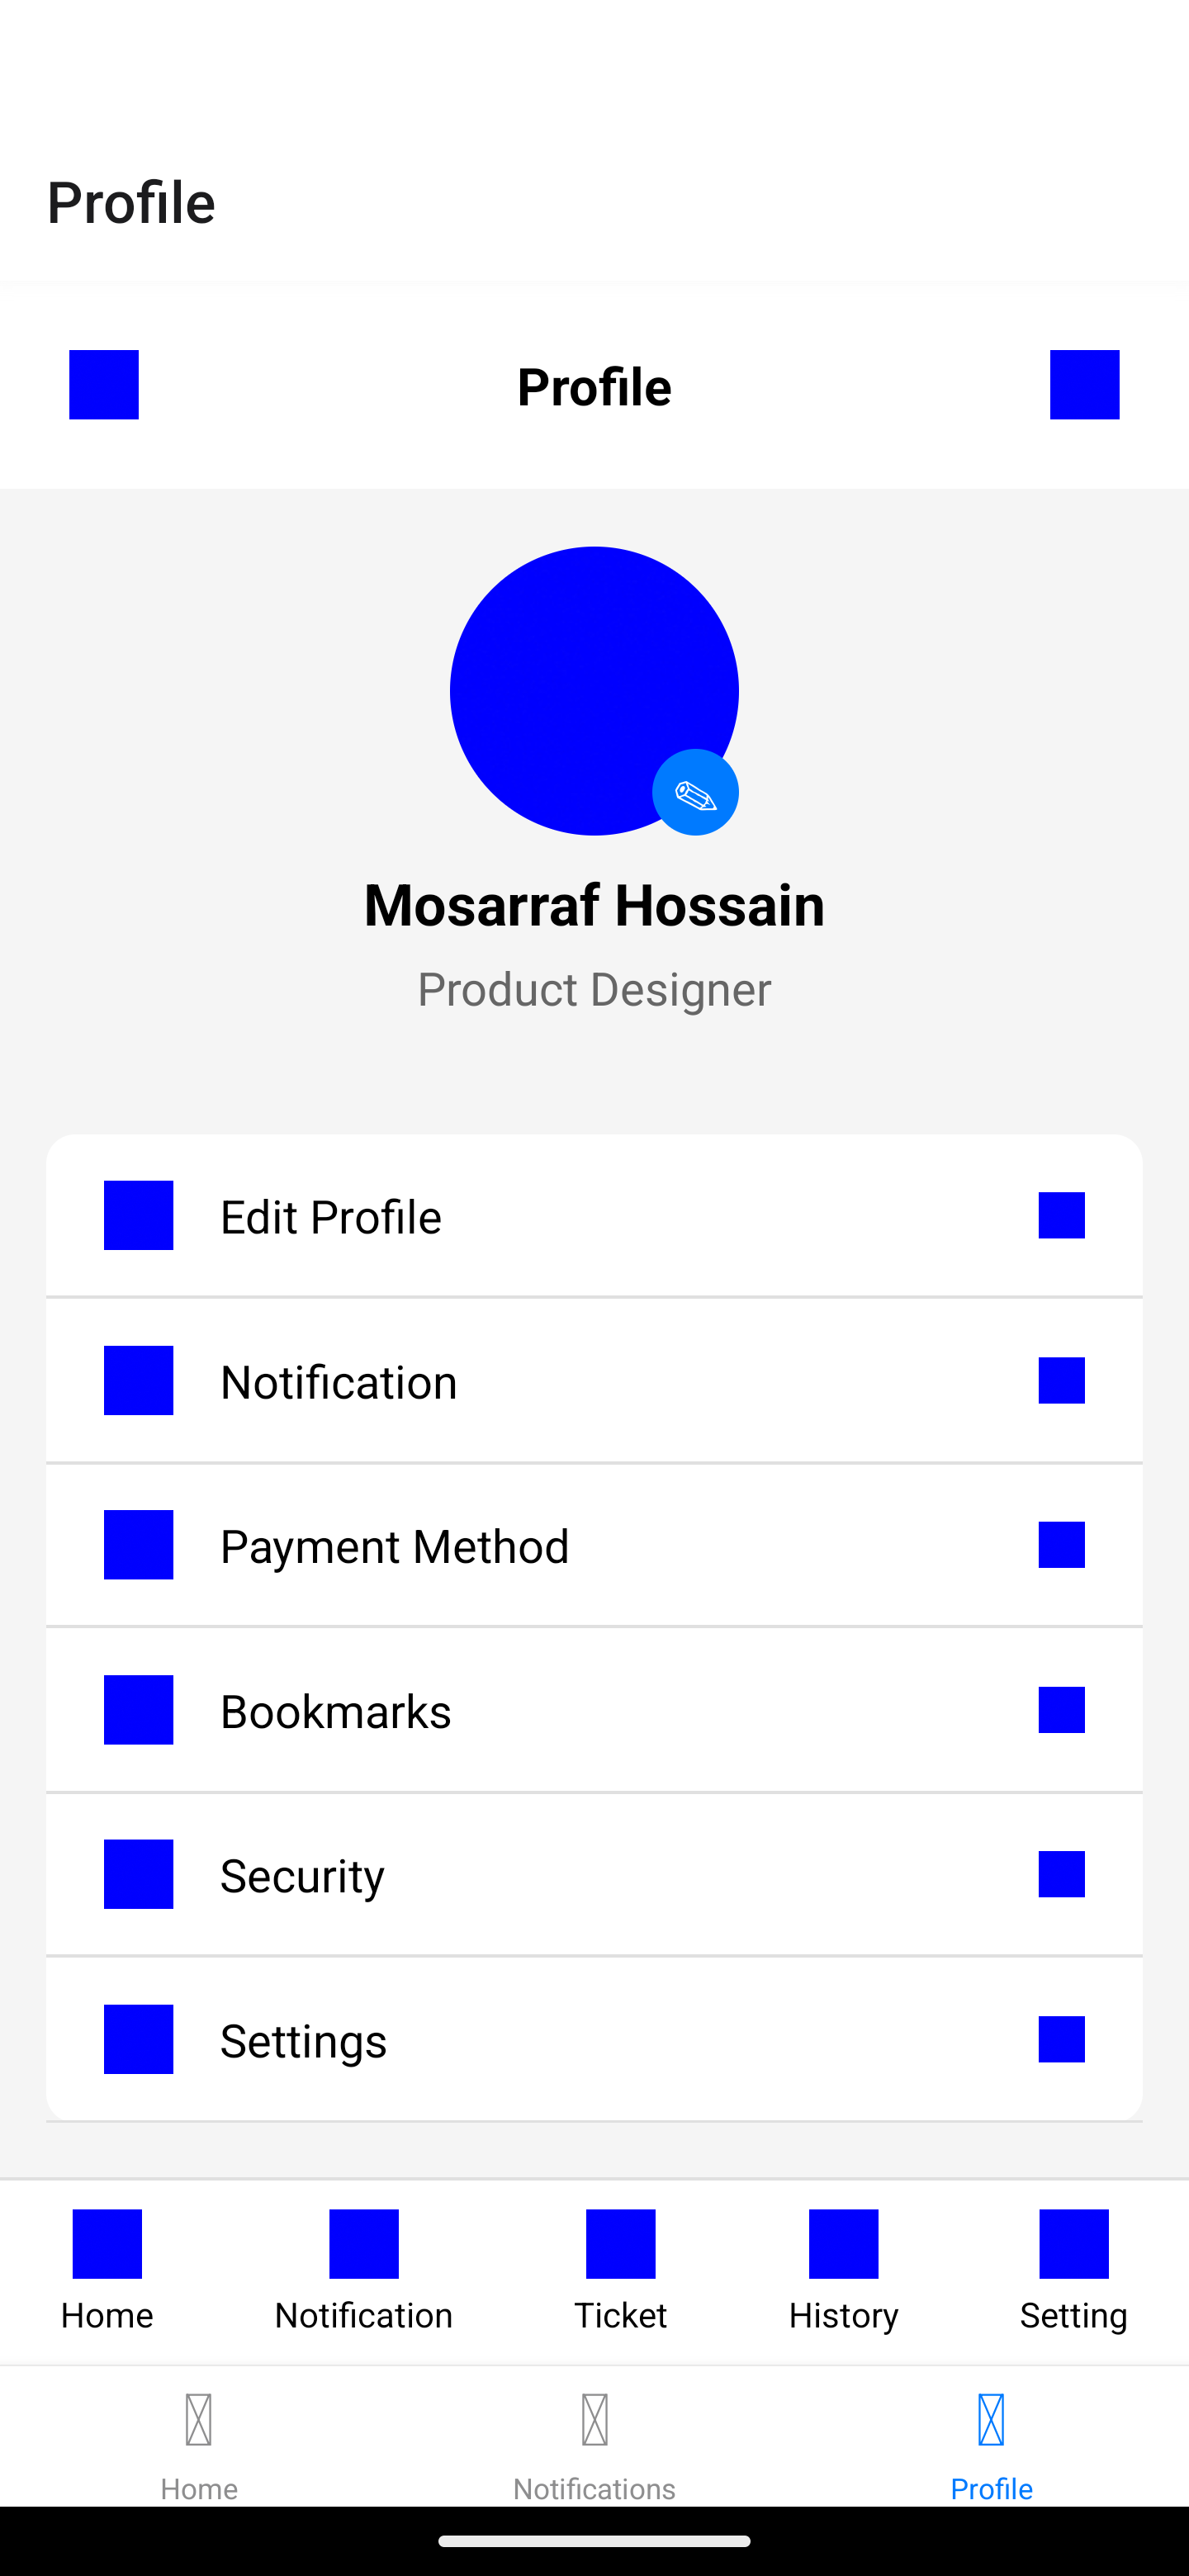 Profile
Profile
Mosarraf Hossain
Product Designer
Edit Profile
Notification
Payment Method
Bookmarks
Security
Settings
Home Notification Ticket History Setting
Home Notifications Profile